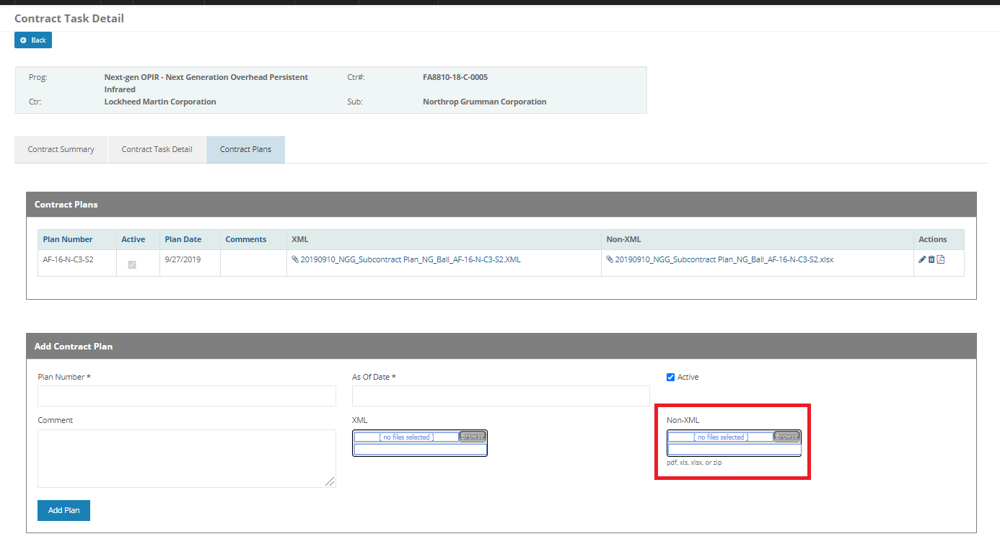 Contract Task Detail
Back
Prog: Next-gen OPIR - Next Generation Overhead Persistent Infrared Ctr#: FA8810-18-C-0005
Ctr: Lockheed Martin Corporation Sub: Northrop Grumman Corporation
Contract Summary Contract Task Detail Contract Plans
Contract Plans
Plan Number Active Plan Date Comments XML Non-XML Actions
AF-16-N-C3-S2 9/27/2019 20190910_NGG_Subcontract Plan_NG_Ball_AF-16-N-C3-S2.XML 20190910_NGG_Subcontract Plan_NG_Ball_AF-16-N-C3-S2.xlsx
Add Contract Plan
Plan Number * As Of Date * Active
Comment XML Non-XML
[ no files selected ] Browse [ no files selected ] Browse
pdf, xls, xlsx, or zip
Add Plan